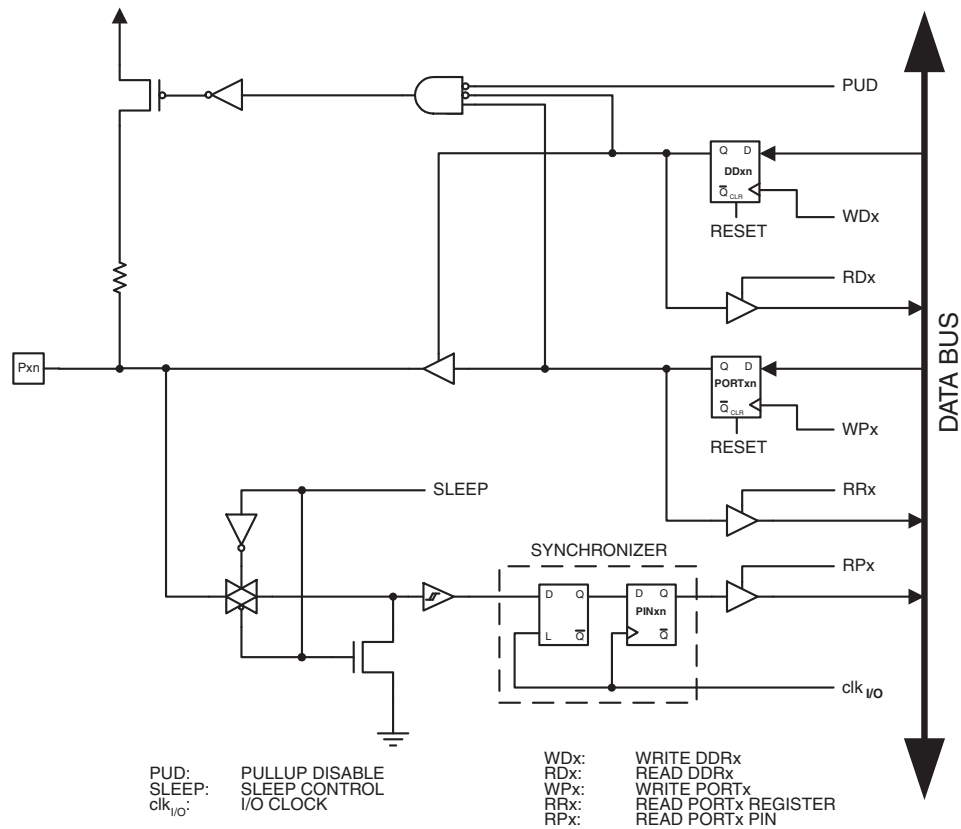 PUD
Q D
DDxn
Q CLR
WDx
RESET
RDx
Pxn
Q D
PORTxn
Q CLR
WPx
RESET
DATA BUS
RRx
SLEEP
SYNCHRONIZER
RPx
D Q
L Q
D Q
PINxn
Q
clk I/O
PUD: PULLUP DISABLE
SLEEP: SLEEP CONTROL
clkI/O: I/O CLOCK
WDx: WRITE DDRx
RDx: READ DDRx
WPx: WRITE PORTx
RRx: READ PORTx REGISTER
RPx: READ PORTx PIN